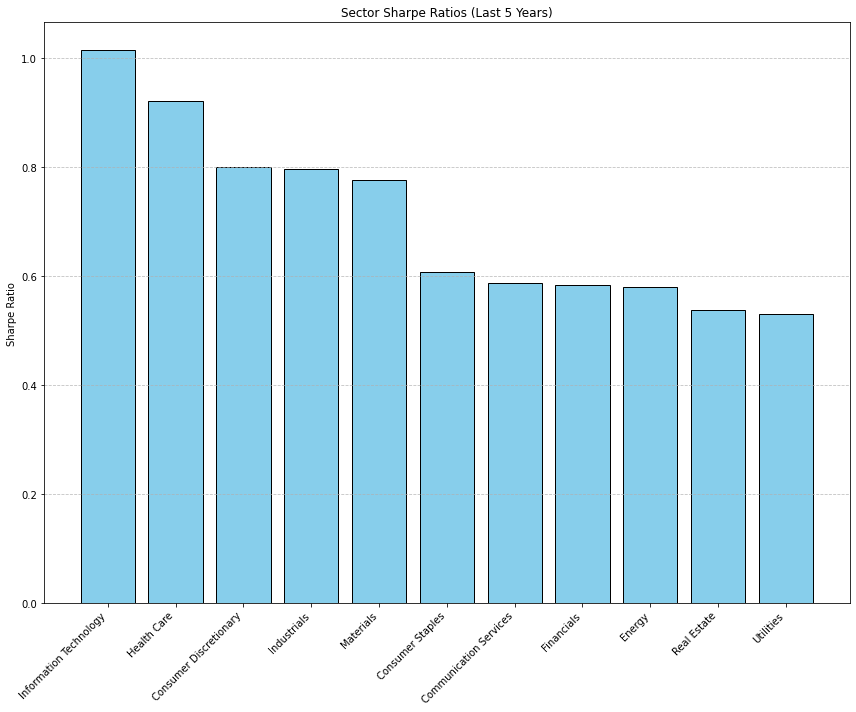 Sector Sharpe Ratios (Last 5 Years)
Sharpe Ratio
1.0
0.8
0.6
0.4
0.2
0.0
Information Technology
Health Care
Consumer Discretionary
Industrials
Materials
Consumer Staples
Communication Services
Financials
Energy
Real Estate
Utilities